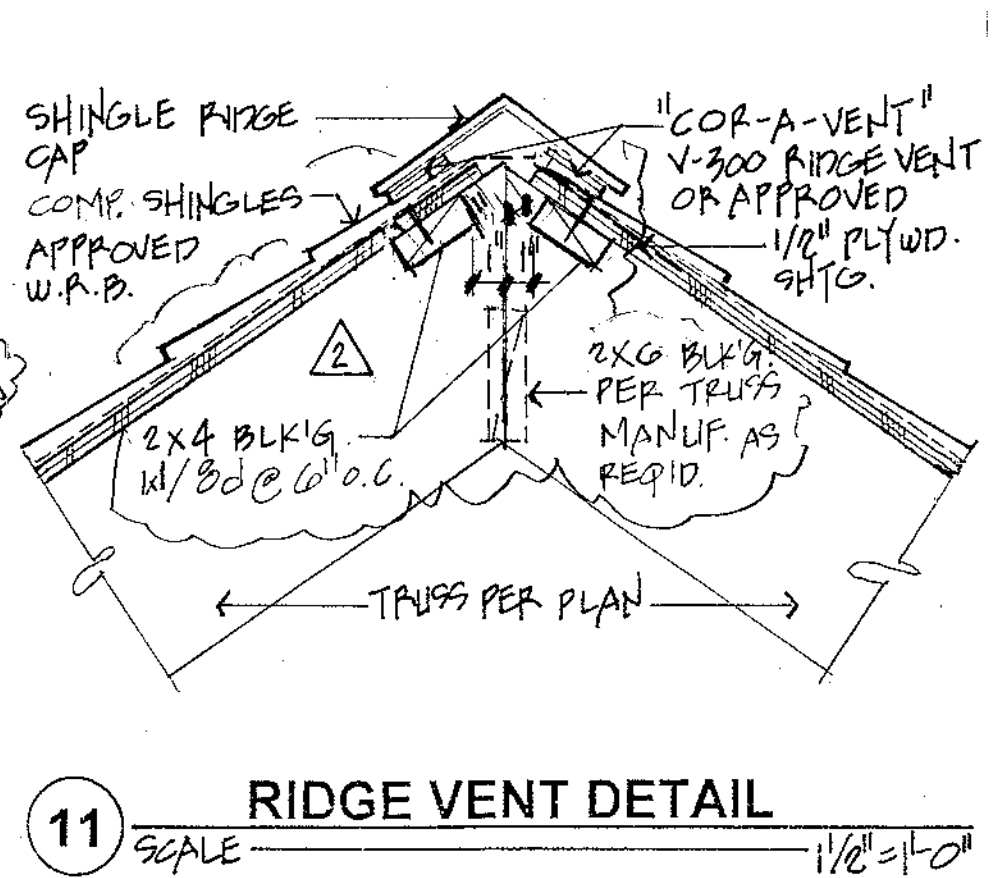 SHINGLE RIDGE
CAP
COMP. SHINGLES
APPROVED
W.R.B.
"COR-A-VENT"
V-300 RIDGE VENT
OR APPROVED
1/2" PLYWD.
SHT'G.
2
2X4 BLK'G.
W/ 8d @ 6" O.C.
2X6 BLK'G.
PER TRUSS
MANUF. AS
REQ'D.
TRUSS PER PLAN
11
RIDGE VENT DETAIL
SCALE
1 1/2" = 1'-0"